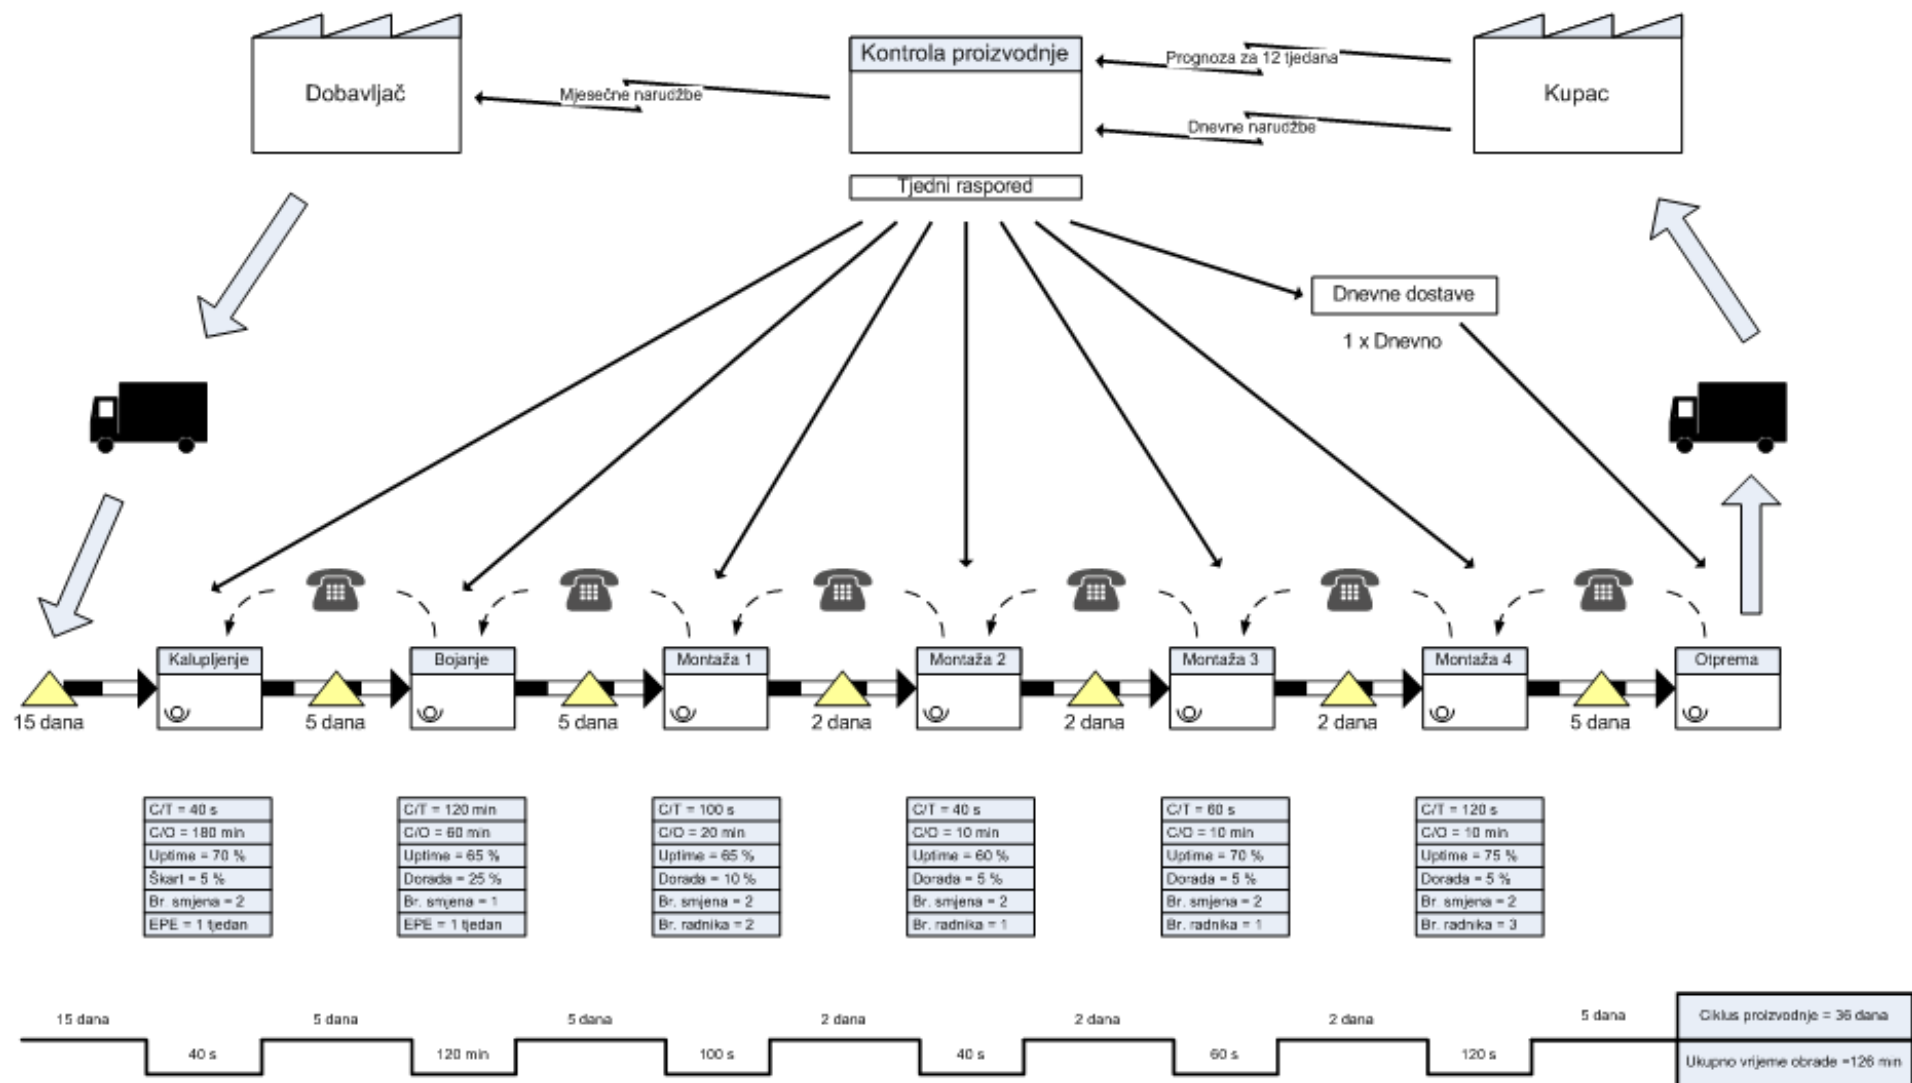 Dobavljač
Mjesečne narudžbe
Kontrola proizvodnje
Prognoza za 12 tjedana
Dnevne narudžbe
Kupac
Tjedni raspored
Dnevne dostave
1 x Dnevno
Kalupljenje
Bojanje
Montaža 1
Montaža 2
Montaža 3
Montaža 4
Otprema
15 dana
5 dana
5 dana
2 dana
2 dana
2 dana
5 dana
C/T = 40 s
C/O = 180 min
Uptime = 70 %
Škart = 5 %
Br. smjena = 2
EPE = 1 tjedan
C/T = 120 min
C/O = 60 min
Uptime = 65 %
Dorada = 25 %
Br. smjena = 1
EPE = 1 tjedan
C/T = 100 s
C/O = 20 min
Uptime = 65 %
Dorada = 10 %
Br. smjena = 2
Br. radnika = 2
C/T = 40 s
C/O = 10 min
Uptime = 60 %
Dorada = 5 %
Br. smjena = 2
Br. radnika = 1
C/T = 60 s
C/O = 10 min
Uptime = 70 %
Dorada = 5 %
Br. smjena = 2
Br. radnika = 1
C/T = 120 s
C/O = 10 min
Uptime = 75 %
Dorada = 5 %
Br. smjena = 2
Br. radnika = 3
15 dana
5 dana
5 dana
2 dana
2 dana
2 dana
5 dana
Ciklus proizvodnje = 36 dana
40 s
120 min
100 s
40 s
60 s
120 s
Ukupno vrijeme obrade =126 min